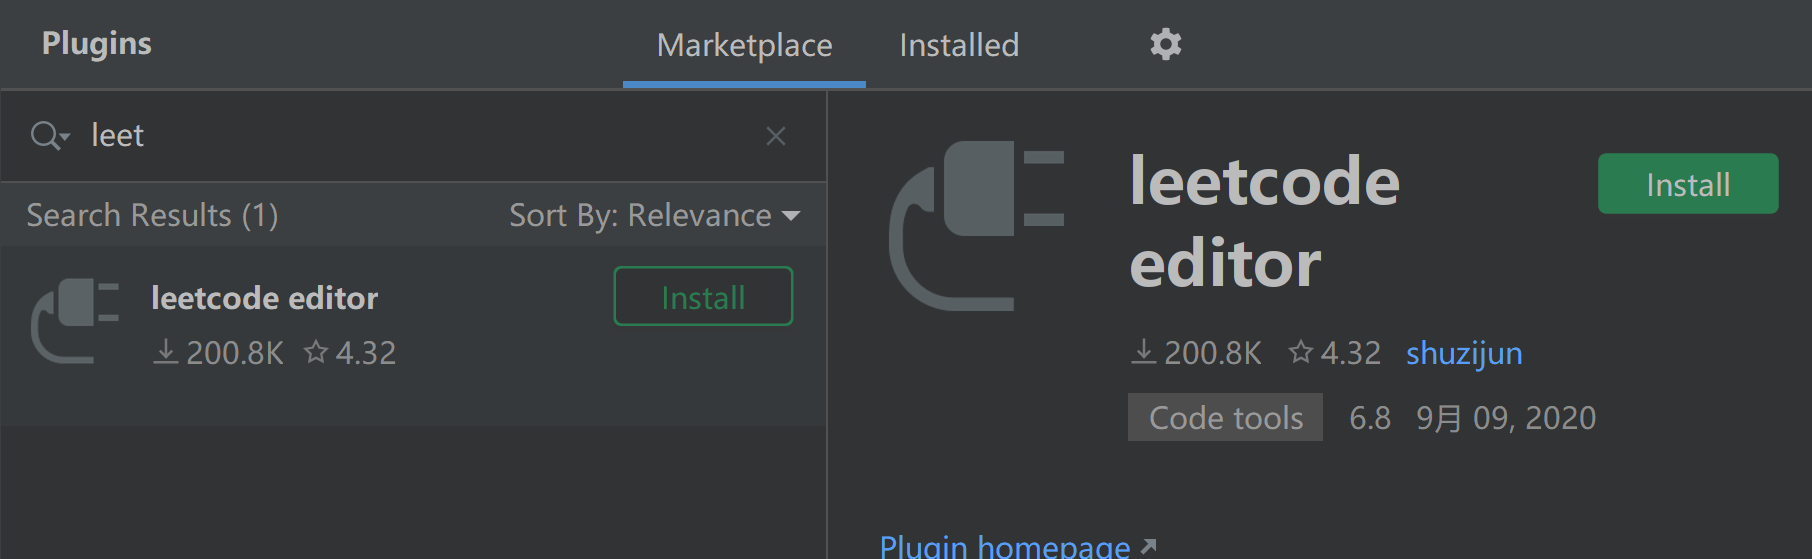 Plugins
Marketplace
Installed
leet
Search Results (1)
Sort By: Relevance
leetcode editor
Install
200.8K
4.32
leetcode
editor
Install
200.8K
4.32
shuzijun
Code tools
6.8
9月 09, 2020
Plugin homepage